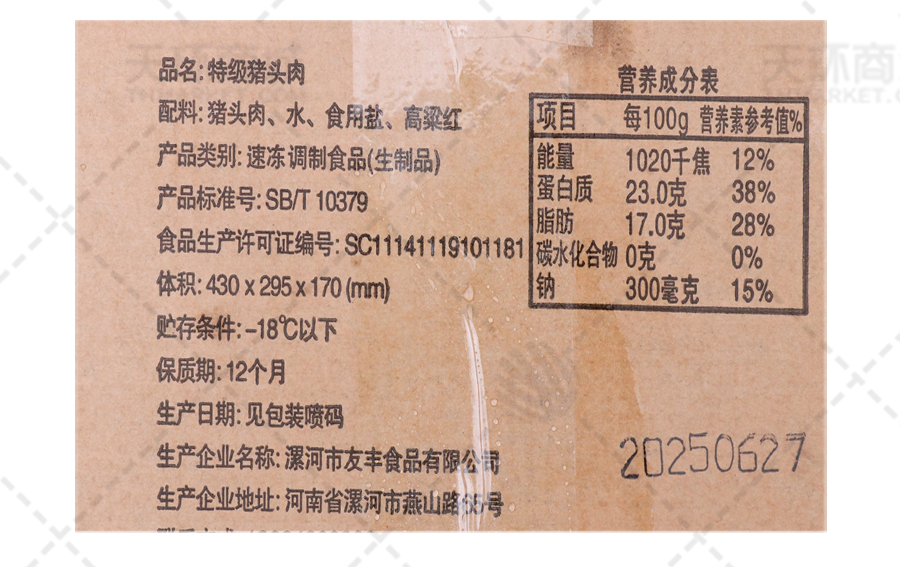 品名: 特级猪头肉
配料: 猪头肉、水、食用盐、高粱红
产品类别: 速冻调制食品(生制品)
产品标准号: SB/T 10379
食品生产许可证编号: SC11141119101181
体积: 430 x 295 x 170 (mm)
贮存条件: -18℃以下
保质期: 12个月
生产日期: 见包装喷码
生产企业名称: 漯河市友丰食品有限公司
生产企业地址: 河南省漯河市燕山路65号
营养成分表
项目 每100g 营养素参考值%
能量 1020千焦 12%
蛋白质 23.0克 38%
脂肪 17.0克 28%
碳水化合物 0克 0%
钠 300毫克 15%
20250627
天环商